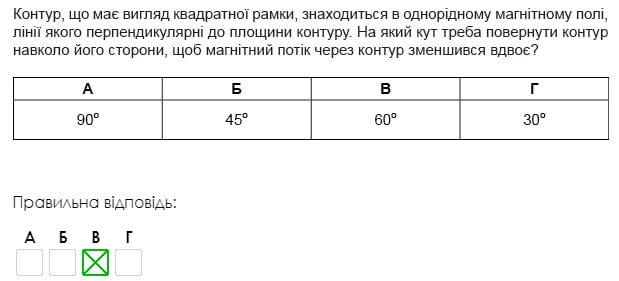 Контур, що має вигляд квадратної рамки, знаходиться в однорідному магнітному полі,
лінії якого перпендикулярні до площини контуру. На який кут треба повернути контур
навколо його сторони, щоб магнітний потік через контур зменшився вдвоє?
А Б В Г
90° 45° 60° 30°
Правильна відповідь:
А Б В Г